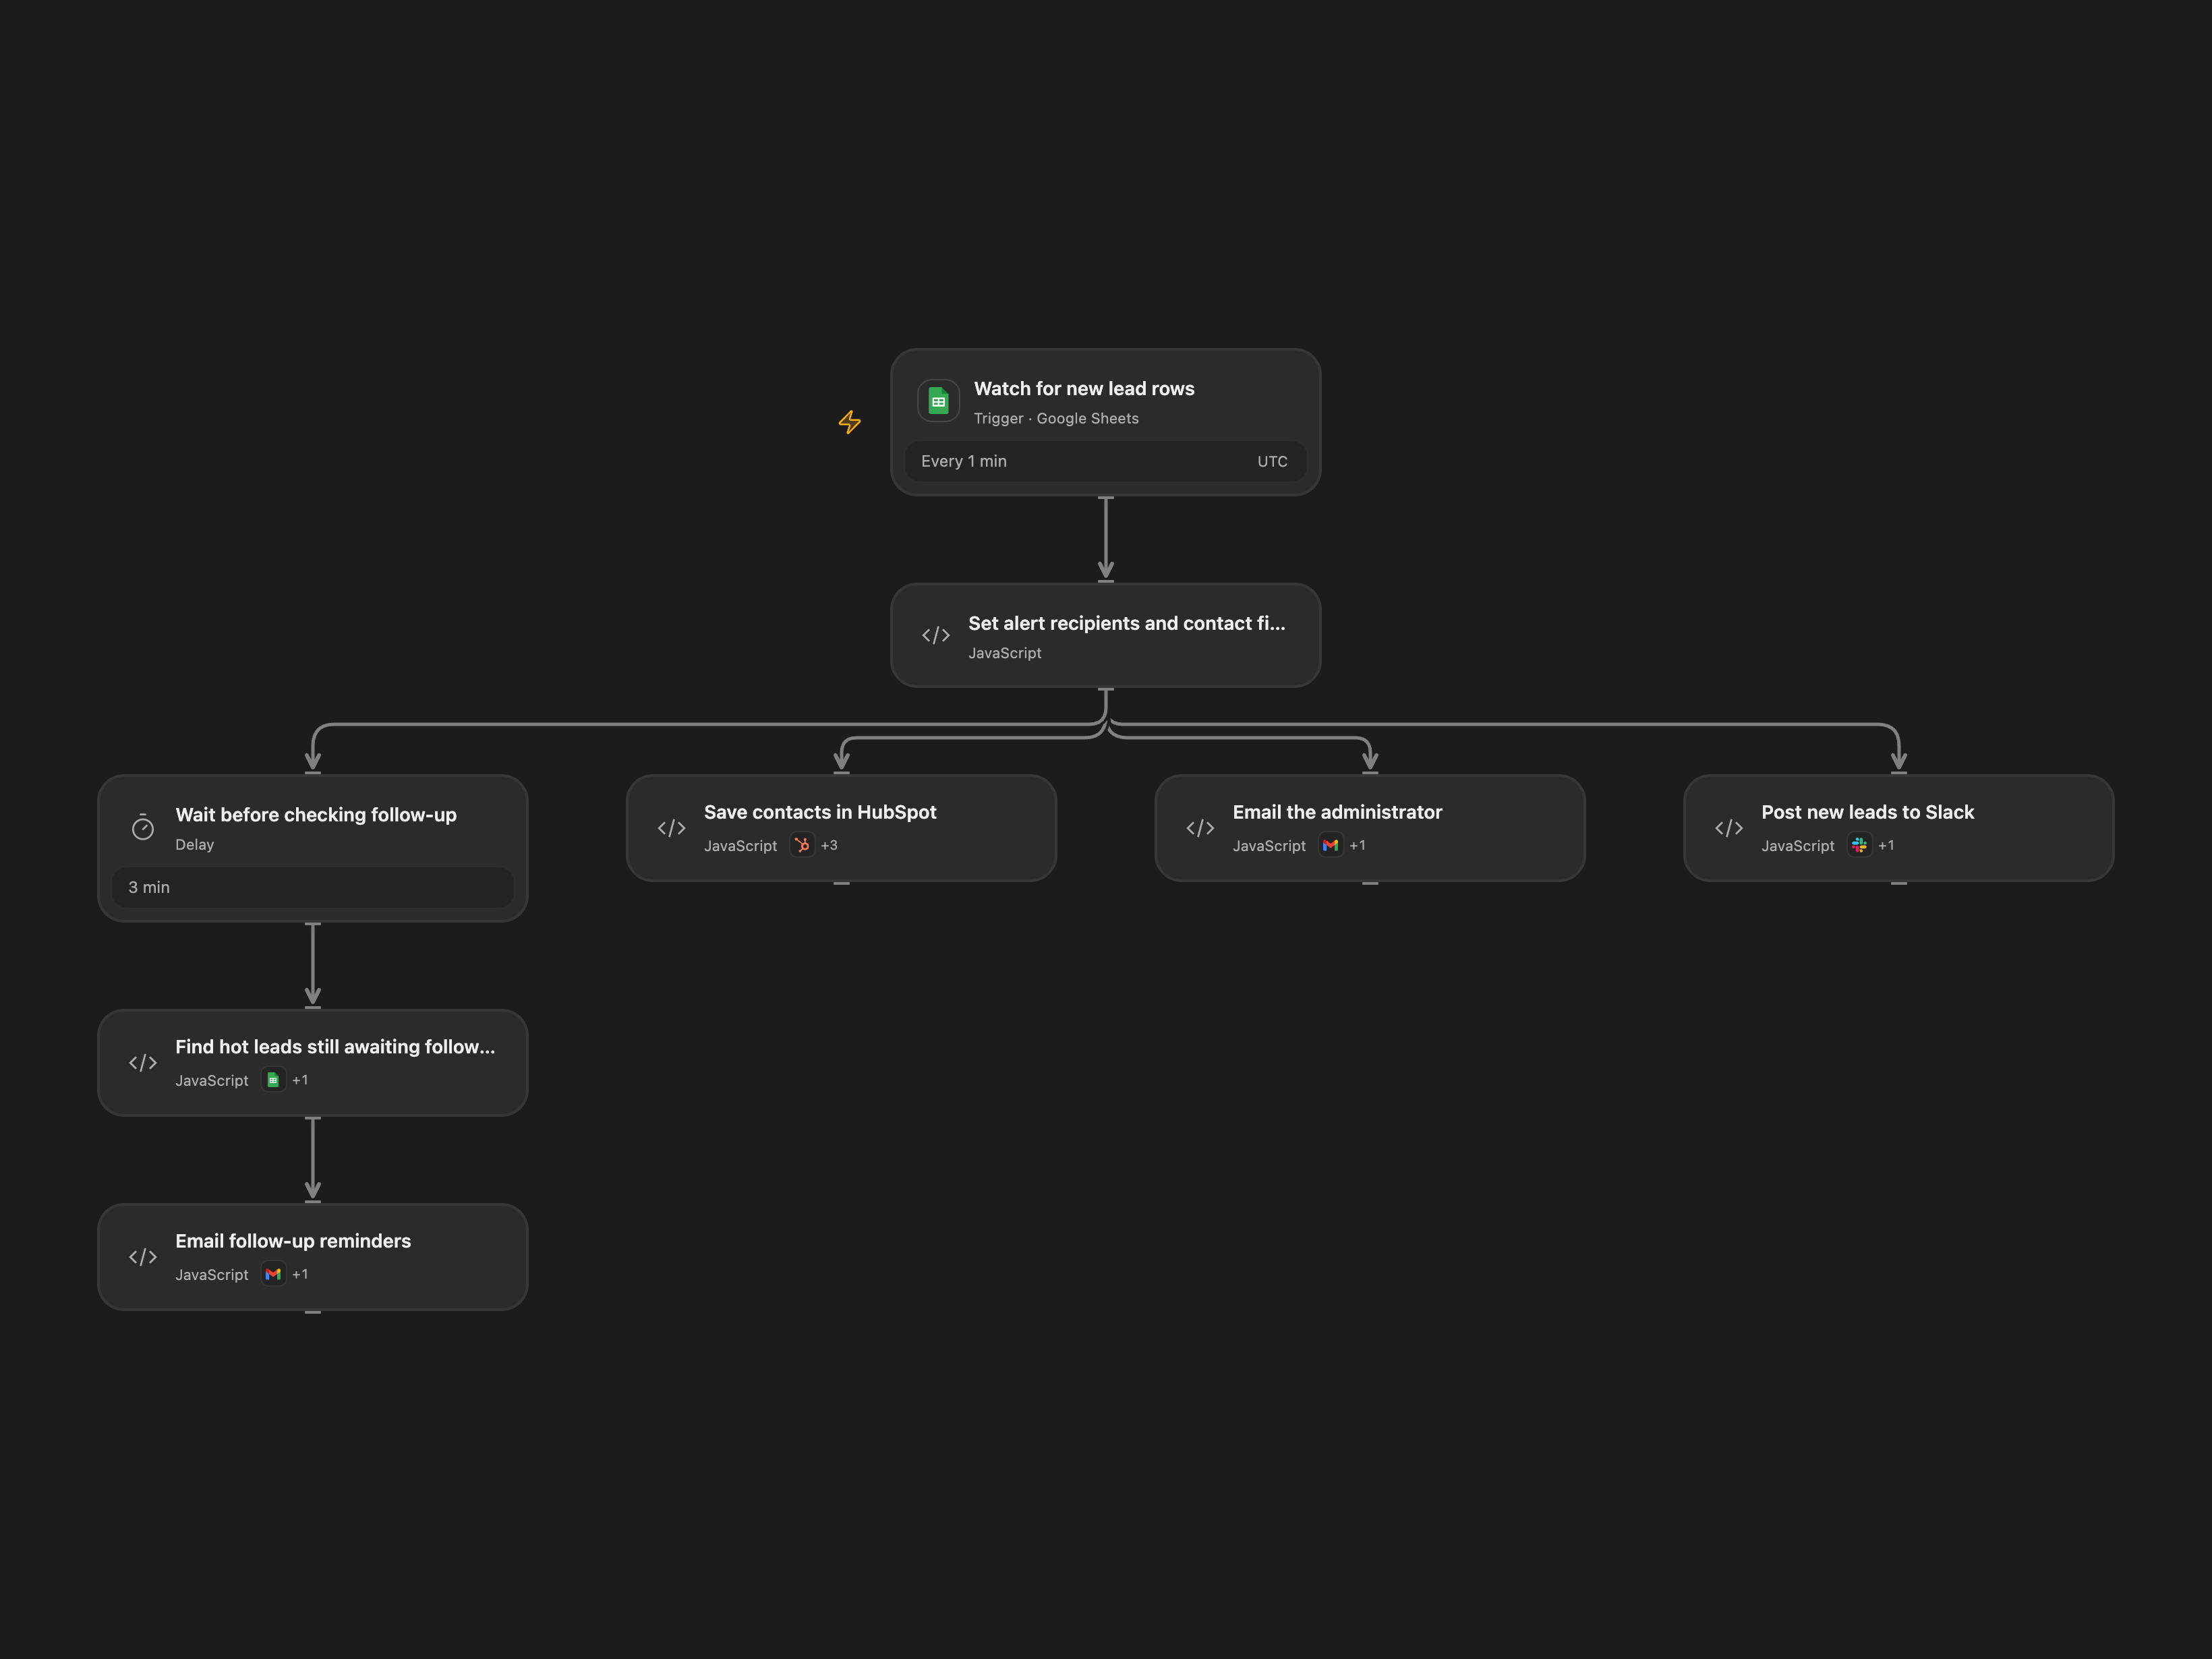 Watch for new lead rows
Trigger · Google Sheets
Every 1 min
UTC
Set alert recipients and contact fi...
JavaScript
Wait before checking follow-up
Delay
3 min
Save contacts in HubSpot
JavaScript +3
Email the administrator
JavaScript +1
Post new leads to Slack
JavaScript +1
Find hot leads still awaiting follow...
JavaScript +1
Email follow-up reminders
JavaScript +1